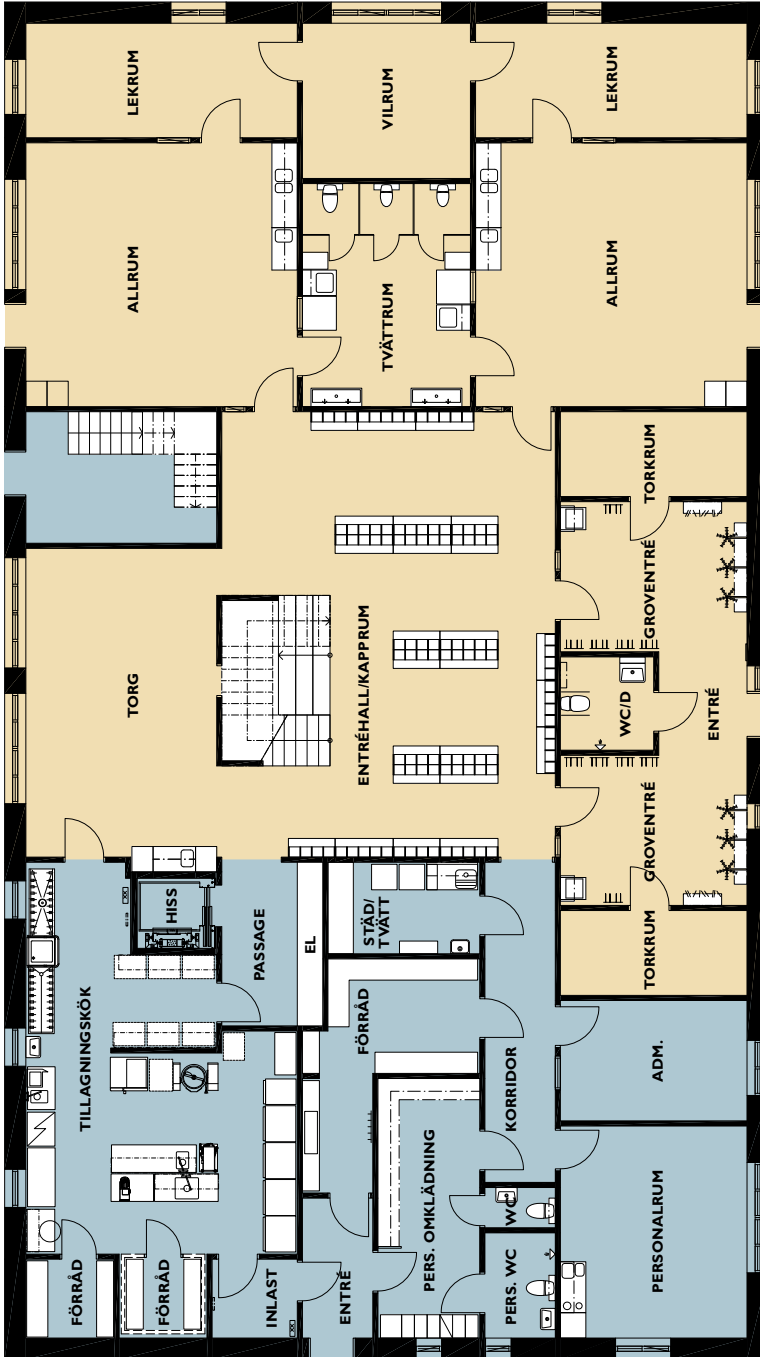 LEKRUM
VILRUM
LEKRUM
ALLRUM
TVÄTTRUM
ALLRUM
TORKRUM
GROVENTRÉ
TORG
ENTRÉHALL/KAPPRUM
WC/D
ENTRÉ
GROVENTRÉ
HISS
PASSAGE
EL
STÄD/
TVÄTT
TORKRUM
TILLAGNINGSKÖK
FÖRRÅD
KORRIDOR
ADM.
PERS. OMKLÄDNING
WC
PERSONALRUM
FÖRRÅD
FÖRRÅD
INLAST
ENTRÉ
PERS. WC